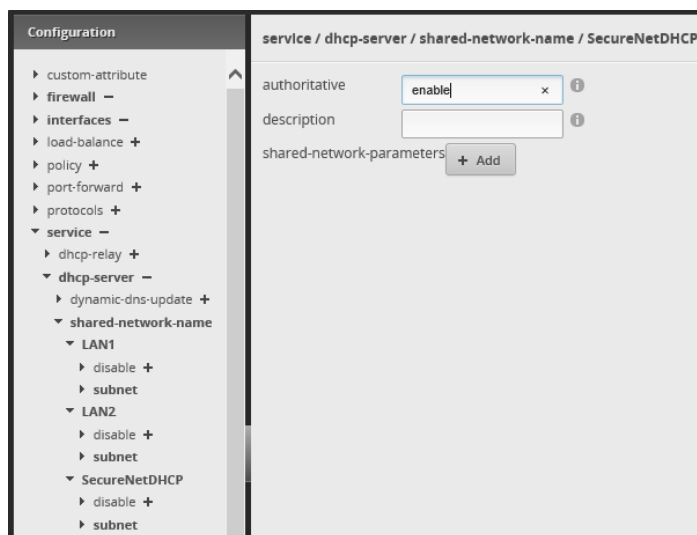 Configuration
custom-attribute
firewall −
interfaces −
load-balance +
policy +
port-forward +
protocols +
service −
dhcp-relay +
dhcp-server −
dynamic-dns-update +
shared-network-name
LAN1
disable +
subnet
LAN2
disable +
subnet
SecureNetDHCP
disable +
subnet
service / dhcp-server / shared-network-name / SecureNetDHCP
authoritative
enable ×
description
shared-network-parameters + Add